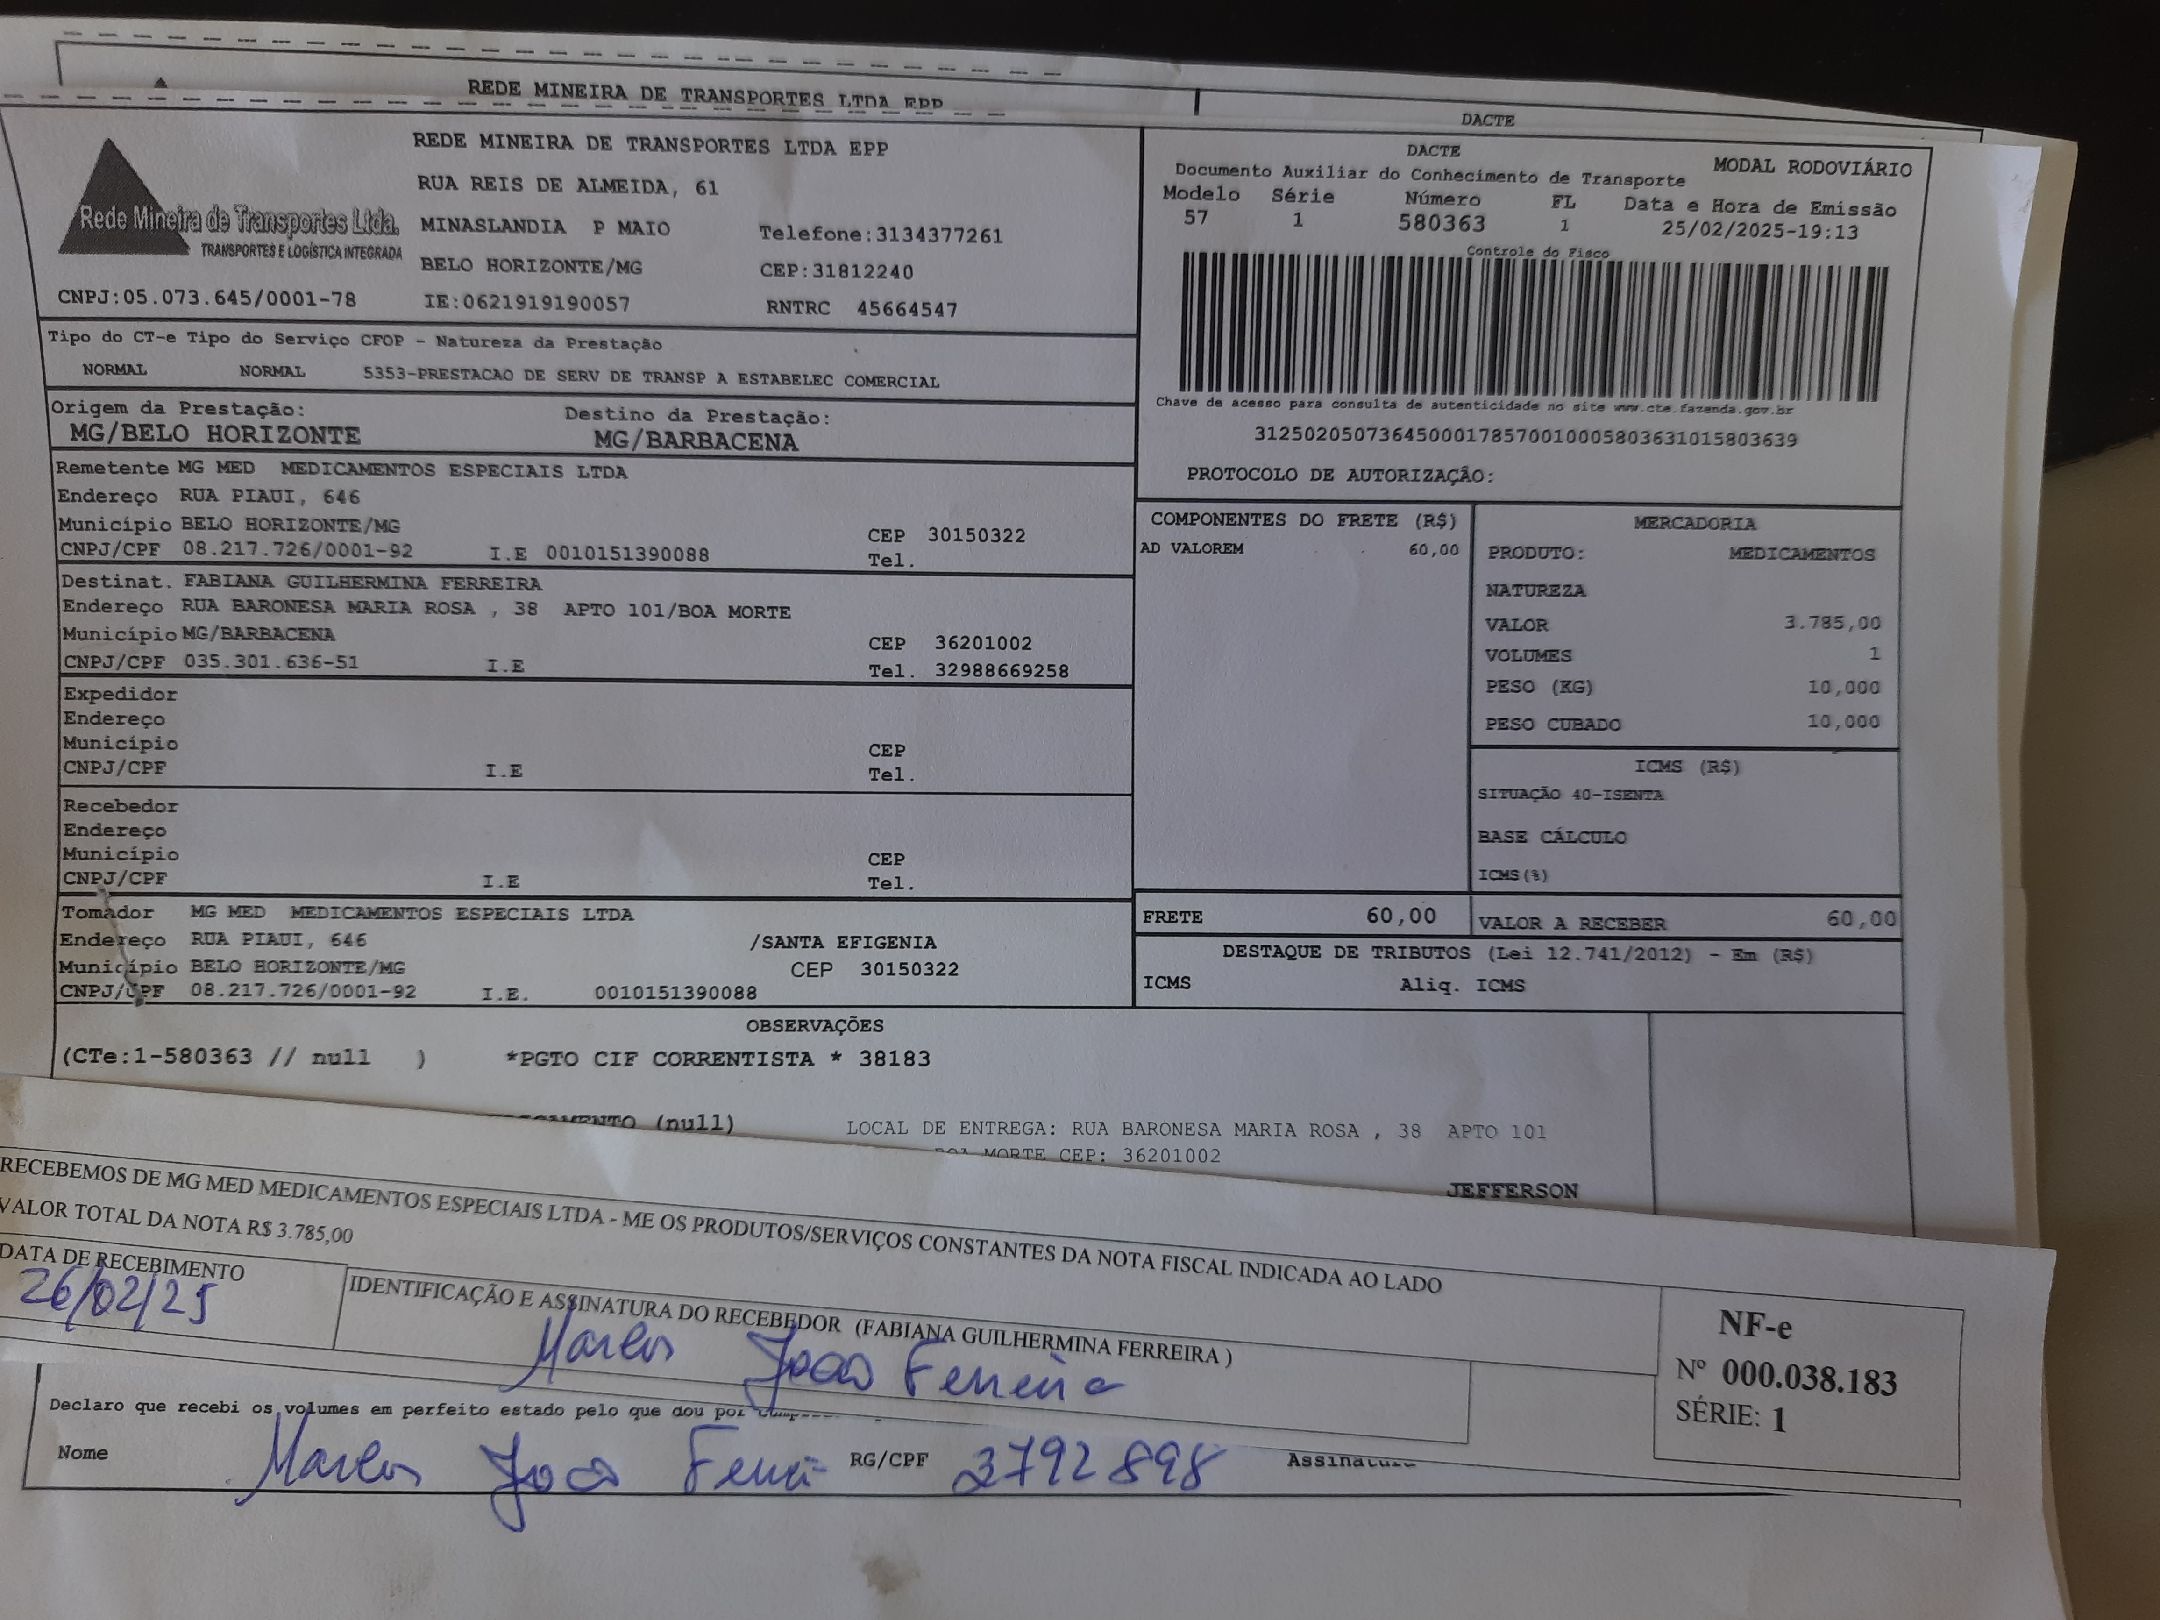 REDE MINEIRA DE TRANSPORTES LTDA EPP
DACTE
Rede Mineira de Transportes Ltda.
TRANSPORTES E LOGÍSTICA INTEGRADA
CNPJ:05.073.645/0001-78
REDE MINEIRA DE TRANSPORTES LTDA EPP
RUA REIS DE ALMEIDA, 61
MINASLANDIA P MAIO Telefone:3134377261
BELO HORIZONTE/MG CEP:31812240
IE:0621919190057 RNTRC 45664547
DACTE MODAL RODOVIÁRIO
Documento Auxiliar do Conhecimento de Transporte
Modelo Série Número FL Data e Hora de Emissão
57 1 580363 1 25/02/2025-19:13
Controle do Fisco
Chave de acesso para consulta de autenticidade no site www.cte.fazenda.gov.br
31250205073645000178570010005803631015803639
PROTOCOLO DE AUTORIZAÇÃO:
Tipo do CT-e Tipo do Serviço CFOP - Natureza da Prestação
NORMAL NORMAL 5353-PRESTACAO DE SERV DE TRANSP A ESTABELEC COMERCIAL
Origem da Prestação: Destino da Prestação:
MG/BELO HORIZONTE MG/BARBACENA
Remetente MG MED MEDICAMENTOS ESPECIAIS LTDA
Endereço RUA PIAUI, 646
Município BELO HORIZONTE/MG CEP 30150322
CNPJ/CPF 08.217.726/0001-92 I.E 0010151390088 Tel.
Destinat. FABIANA GUILHERMINA FERREIRA
Endereço RUA BARONESA MARIA ROSA , 38 APTO 101/BOA MORTE
Município MG/BARBACENA CEP 36201002
CNPJ/CPF 035.301.636-51 I.E Tel. 32988669258
Expedidor
Endereço
Município CEP
CNPJ/CPF I.E Tel.
Recebedor
Endereço
Município CEP
CNPJ/CPF I.E Tel.
Tomador MG MED MEDICAMENTOS ESPECIAIS LTDA
Endereço RUA PIAUI, 646 /SANTA EFIGENIA
Município BELO HORIZONTE/MG CEP 30150322
CNPJ/CPF 08.217.726/0001-92 I.E. 0010151390088
COMPONENTES DO FRETE (R$)
AD VALOREM 60,00
MERCADORIA
PRODUTO: MEDICAMENTOS
NATUREZA
VALOR 3.785,00
VOLUMES 1
PESO (KG) 10,000
PESO CUBADO 10,000
ICMS (R$)
SITUAÇÃO 40-ISENTA
BASE CÁLCULO
ICMS(%)
FRETE 60,00 VALOR A RECEBER 60,00
DESTAQUE DE TRIBUTOS (Lei 12.741/2012) - Em (R$)
ICMS Aliq. ICMS
OBSERVAÇÕES
(CTe:1-580363 // null ) *PGTO CIF CORRENTISTA * 38183
(null) LOCAL DE ENTREGA: RUA BARONESA MARIA ROSA , 38 APTO 101
MORTE CEP: 36201002
JEFFERSON
RECEBEMOS DE MG MED MEDICAMENTOS ESPECIAIS LTDA - ME OS PRODUTOS/SERVIÇOS CONSTANTES DA NOTA FISCAL INDICADA AO LADO
VALOR TOTAL DA NOTA R$ 3.785,00
DATA DE RECEBIMENTO
26/02/25
IDENTIFICAÇÃO E ASSINATURA DO RECEBEDOR (FABIANA GUILHERMINA FERREIRA )
Marcos Joao Ferreira
NF-e
Nº 000.038.183
SÉRIE: 1
Declaro que recebi os volumes em perfeito estado pelo que dou por
Nome Marcos Joao RG/CPF 3792898 Assinatura